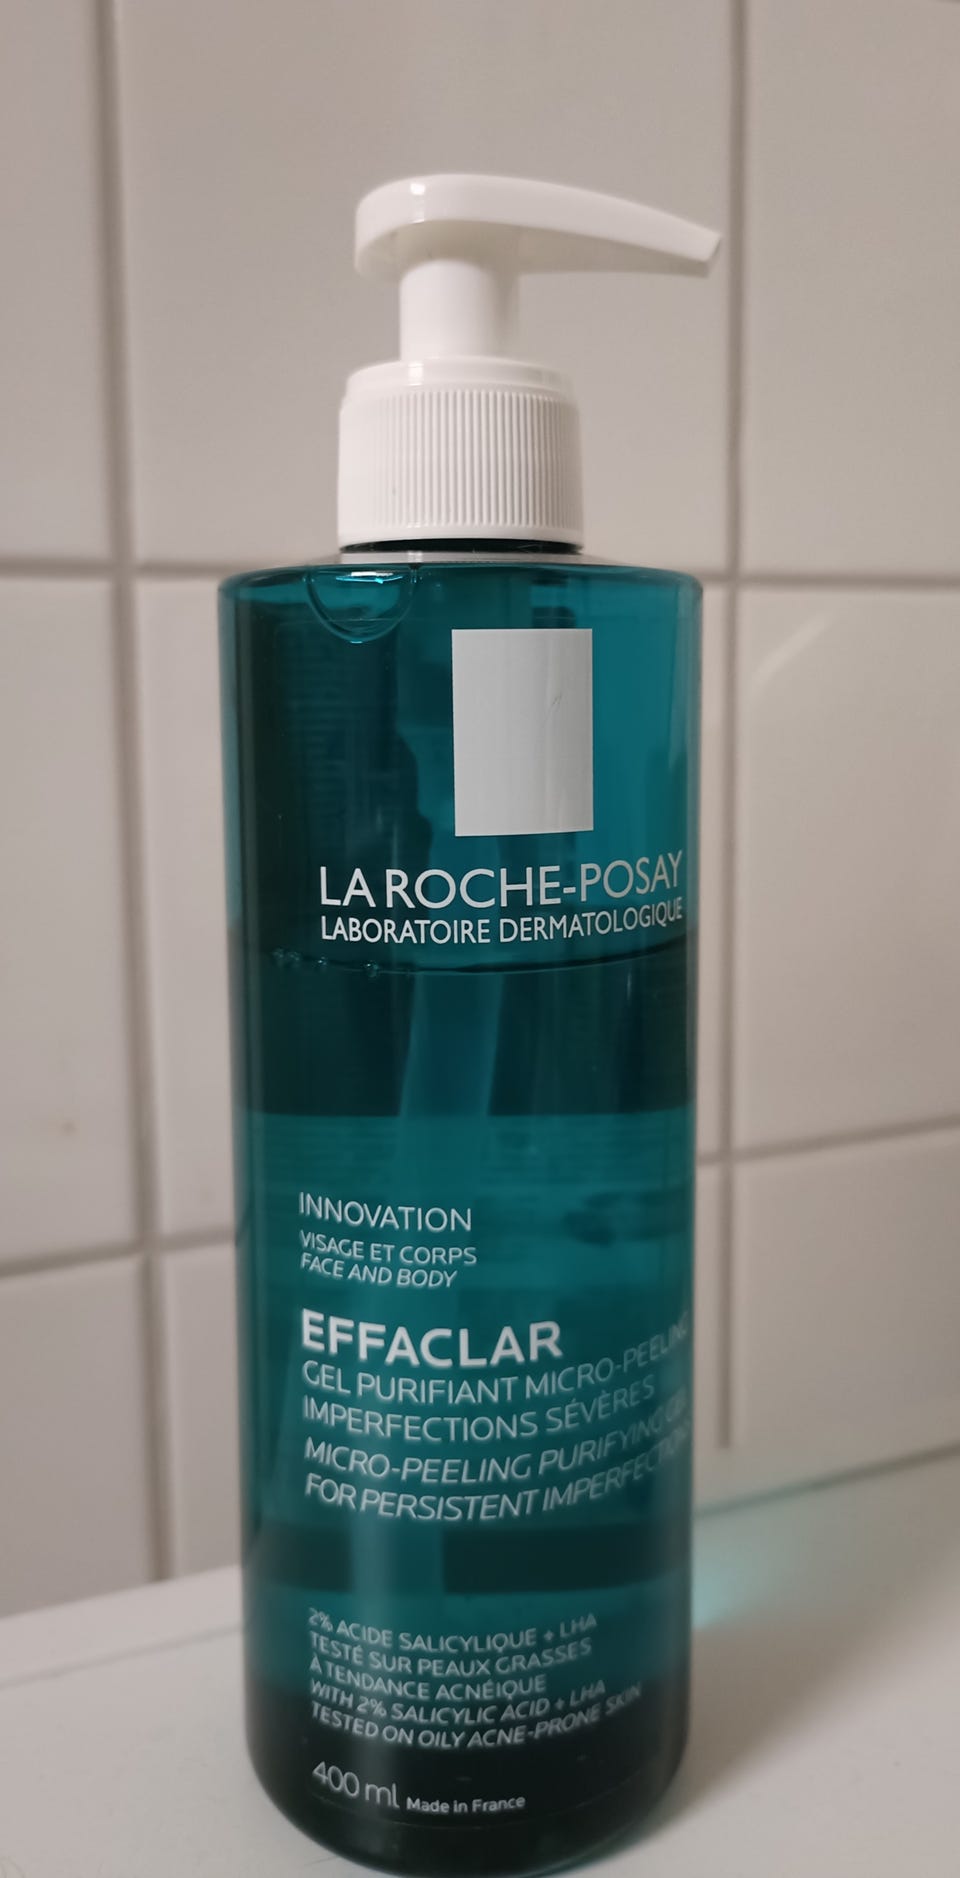 LA ROCHE-POSAY
LABORATOIRE DERMATOLOGIQUE
INNOVATION
VISAGE ET CORPS
FACE AND BODY
EFFACLAR
GEL PURIFIANT MICRO-PEELING
IMPERFECTIONS SÉVÈRES
MICRO-PEELING PURIFYING GEL
FOR PERSISTENT IMPERFECTIONS
2% ACIDE SALICYLIQUE + LHA
TESTÉ SUR PEAUX GRASSES
À TENDANCE ACNÉIQUE
WITH 2% SALICYLIC ACID + LHA
TESTED ON OILY ACNE-PRONE SKIN
400 ml Made in France